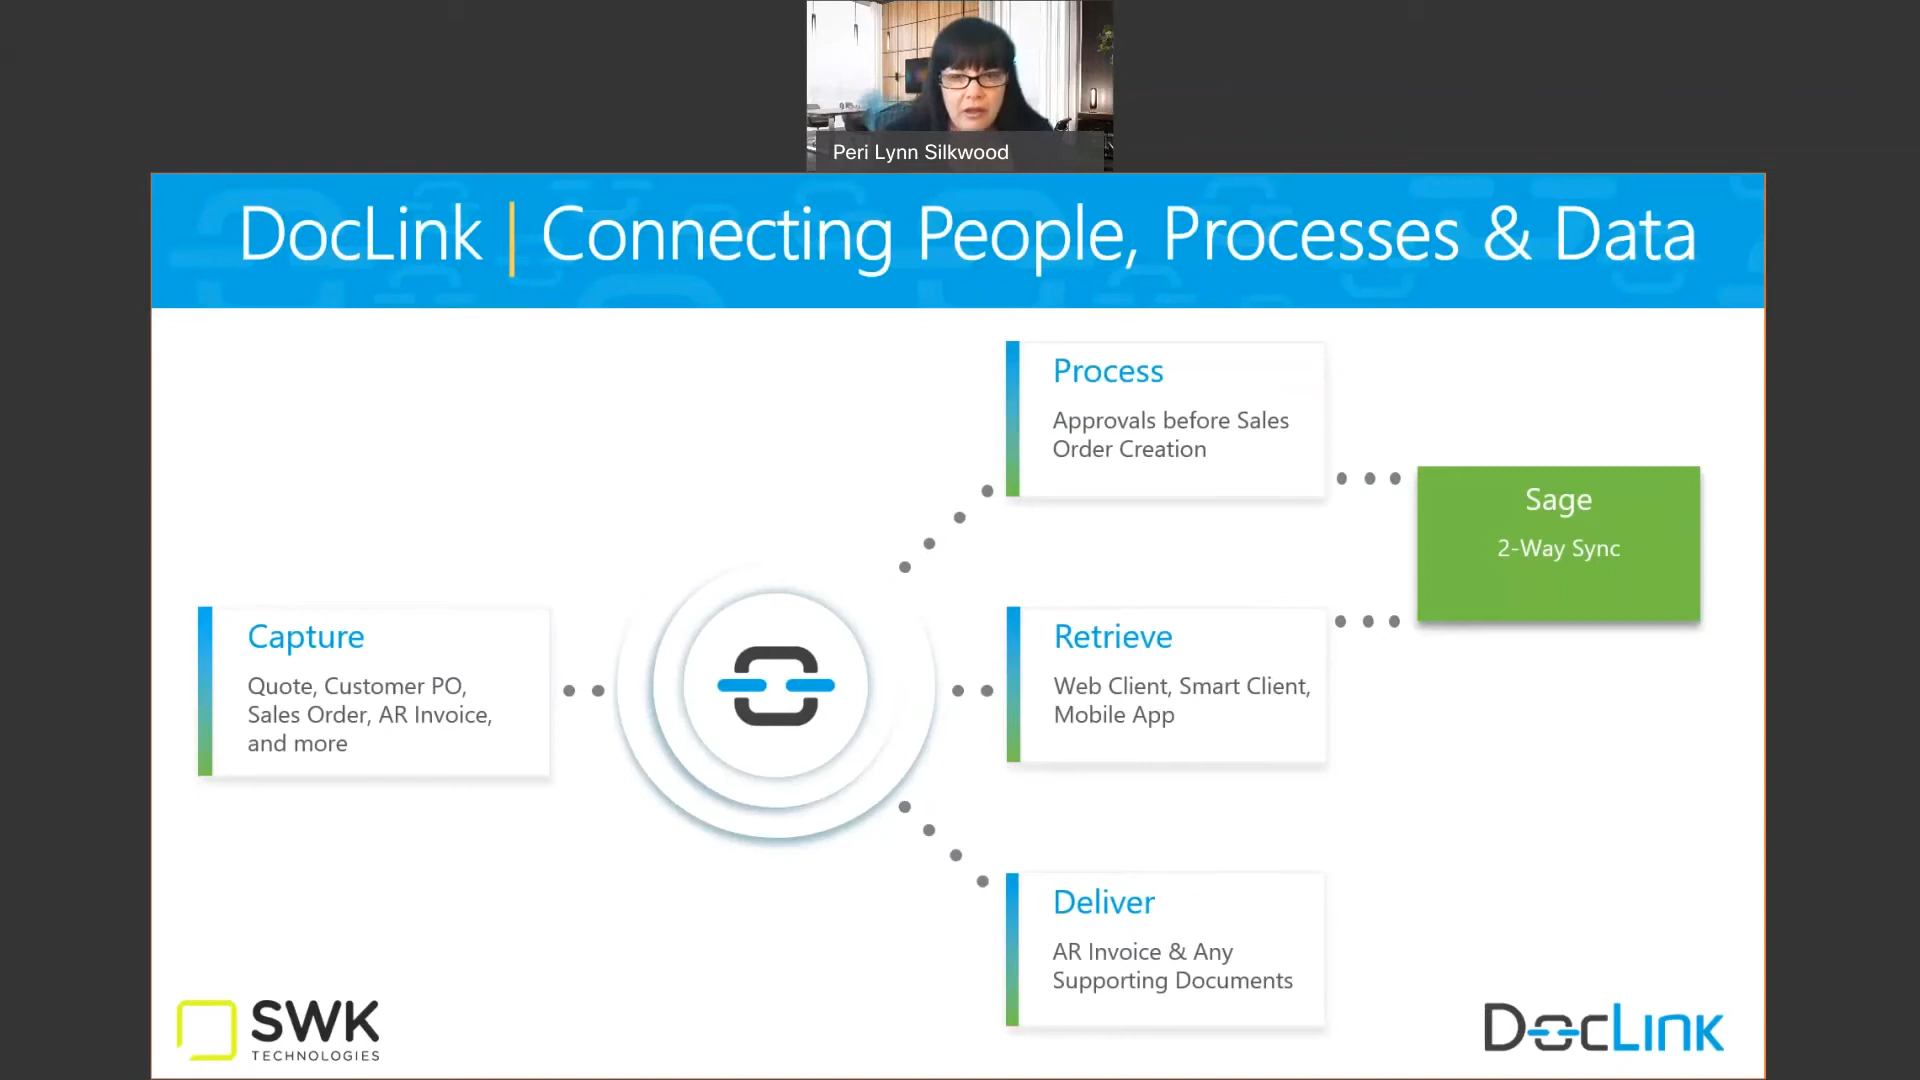 Peri Lynn Silkwood
DocLink | Connecting People, Processes & Data
Process
Approvals before Sales
Order Creation
Sage
2-Way Sync
Capture
Quote, Customer PO,
Sales Order, AR Invoice,
and more
Retrieve
Web Client, Smart Client,
Mobile App
Deliver
AR Invoice & Any
Supporting Documents
SWK
TECHNOLOGIES
DocLink